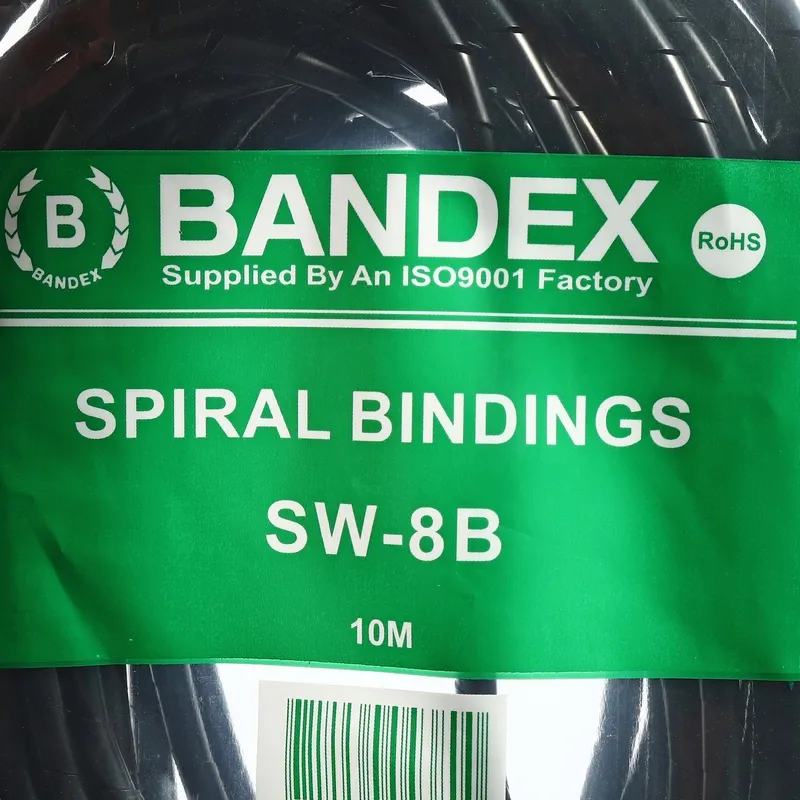 B
BANDEX
BANDEX
Supplied By An ISO9001 Factory
RoHS
SPIRAL BINDINGS
SW-8B
10M